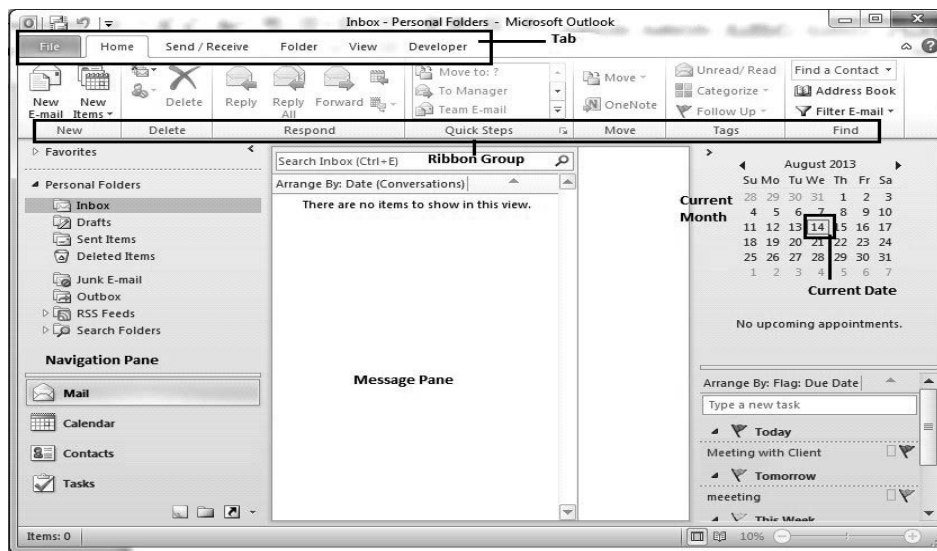 Inbox - Personal Folders - Microsoft Outlook
File Home Send / Receive Folder View Developer
Tab
New E-mail
New Items
Delete
Reply
Reply All
Forward
Move to: ?
To Manager
Team E-mail
Move
OneNote
Unread/ Read
Categorize
Follow Up
Find a Contact
Address Book
Filter E-mail
New Delete Respond Quick Steps Move Tags Find
Ribbon Group
Favorites
Personal Folders
Inbox
Drafts
Sent Items
Deleted Items
Junk E-mail
Outbox
RSS Feeds
Search Folders
Navigation Pane
Mail
Calendar
Contacts
Tasks
Search Inbox (Ctrl+E)
Arrange By: Date (Conversations)
There are no items to show in this view.
Message Pane
August 2013
Su Mo Tu We Th Fr Sa
28 29 30 31 1 2 3
4 5 6 7 8 9 10
11 12 13 14 15 16 17
18 19 20 21 22 23 24
25 26 27 28 29 30 31
1 2 3 4 5 6 7
Current Month
Current Date
No upcoming appointments.
Arrange By: Flag: Due Date
Type a new task
Today
Meeting with Client
Tomorrow
meeeting
This Week
Items: 0
10%